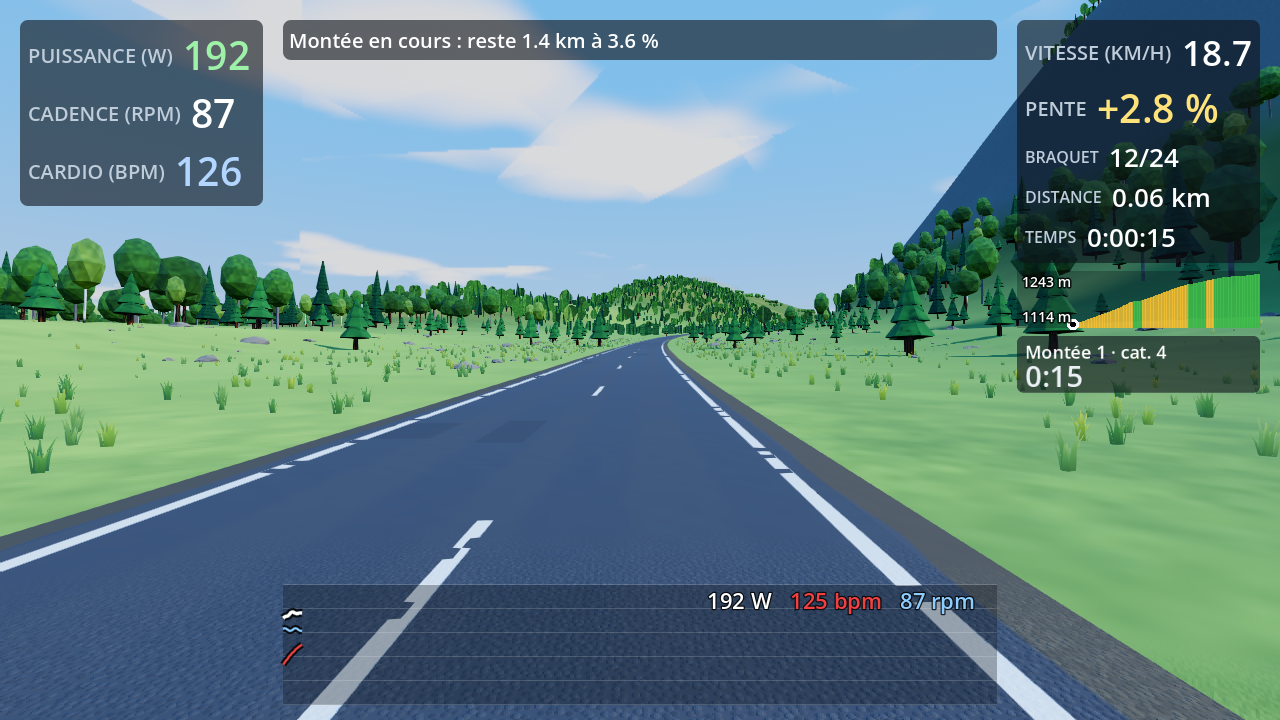 PUISSANCE (W) 192
CADENCE (RPM) 87
CARDIO (BPM) 126
Montée en cours : reste 1.4 km à 3.6 %
VITESSE (KM/H) 18.7
PENTE +2.8 %
BRAQUET 12/24
DISTANCE 0.06 km
TEMPS 0:00:15
1243 m
1114 m
Montée 1 · cat. 4
0:15
192 W 125 bpm 87 rpm